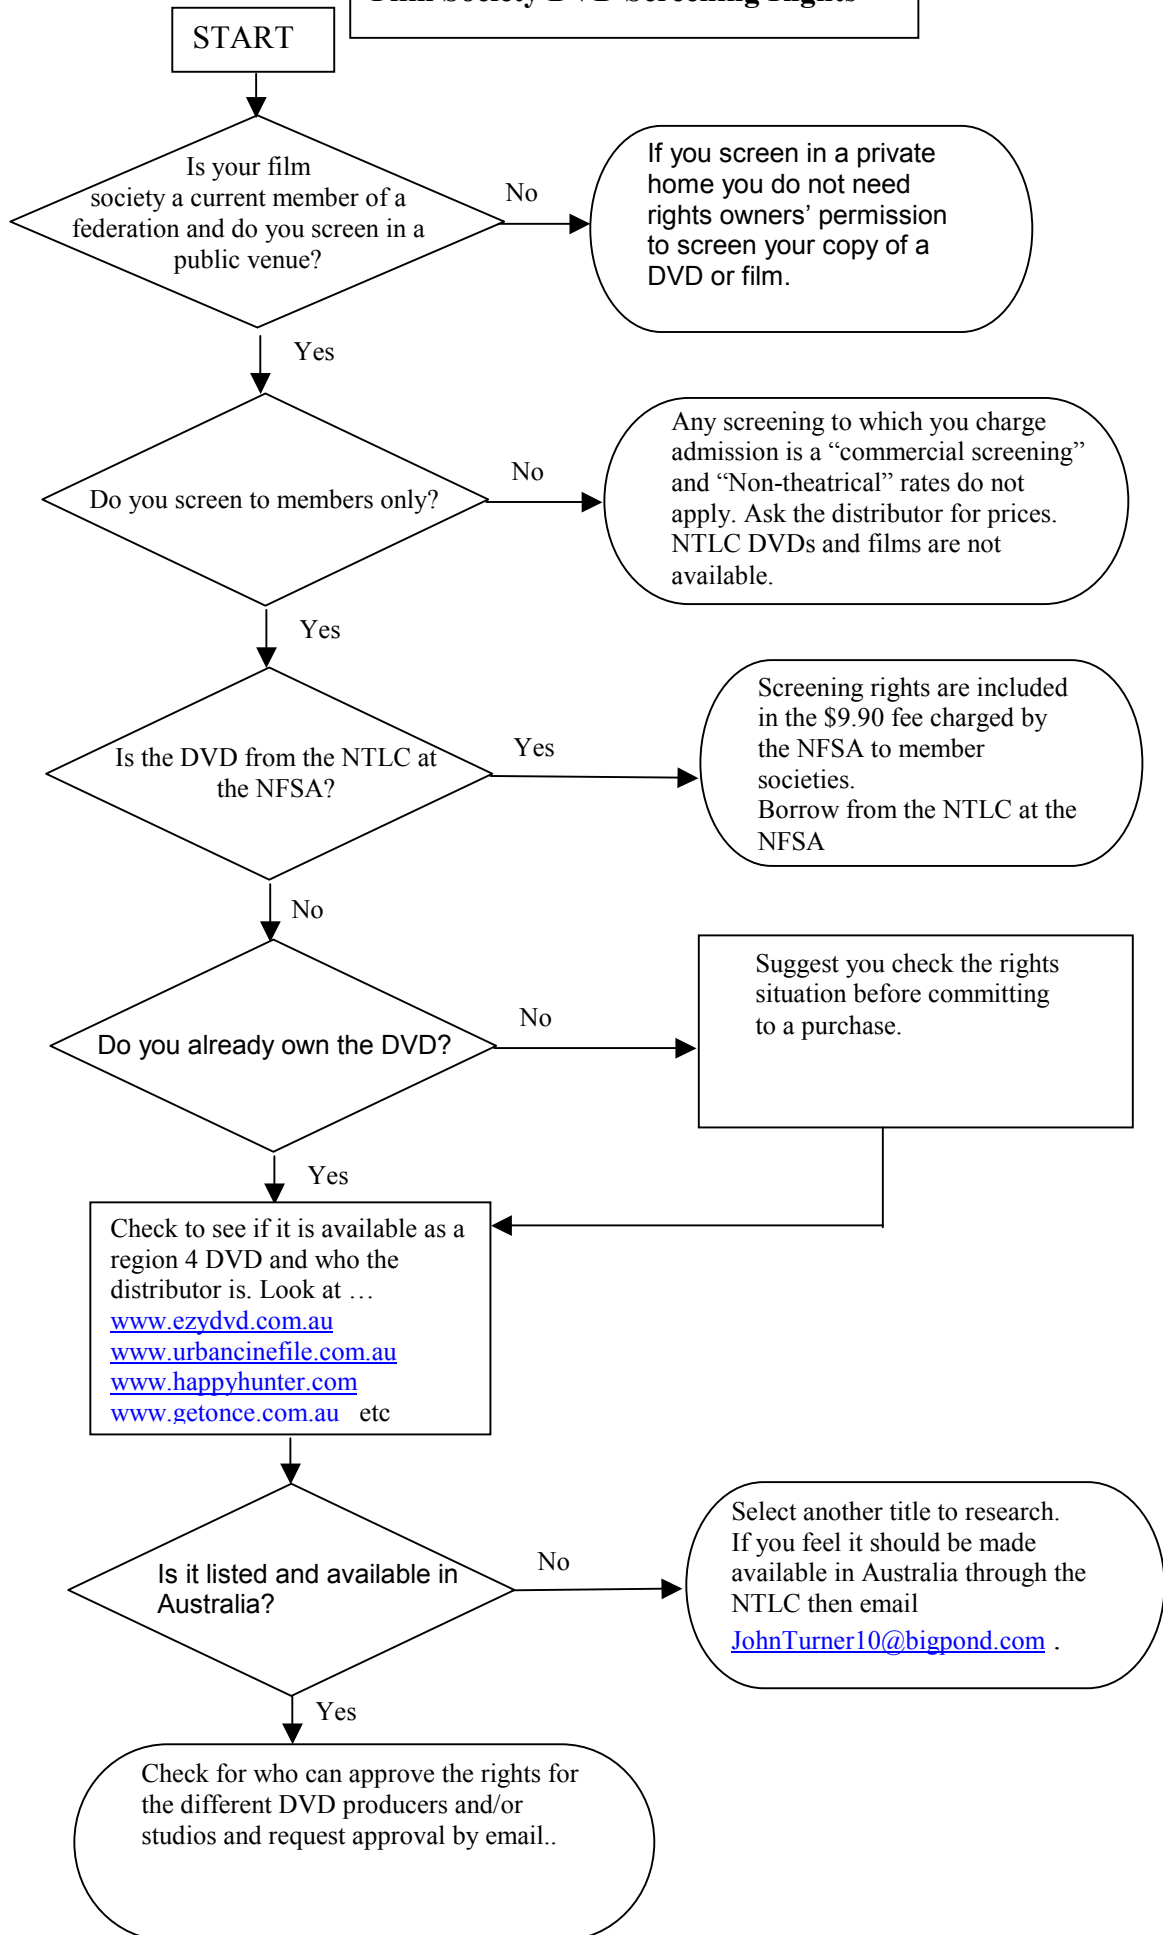 Film Society DVD Screening Rights
START
Is your film
society a current member of a
federation and do you screen in a
public venue?
No
If you screen in a private
home you do not need
rights owners’ permission
to screen your copy of a
DVD or film.
Yes
Do you screen to members only?
No
Any screening to which you charge
admission is a “commercial screening”
and “Non-theatrical” rates do not
apply. Ask the distributor for prices.
NTLC DVDs and films are not
available.
Yes
Is the DVD from the NTLC at
the NFSA?
Yes
Screening rights are included
in the $9.90 fee charged by
the NFSA to member
societies.
Borrow from the NTLC at the
NFSA
No
Do you already own the DVD?
No
Suggest you check the rights
situation before committing
to a purchase.
Yes
Check to see if it is available as a
region 4 DVD and who the
distributor is. Look at …
www.ezydvd.com.au
www.urbancinefile.com.au
www.happyhunter.com
www.getonce.com.au etc
Is it listed and available in
Australia?
No
Select another title to research.
If you feel it should be made
available in Australia through the
NTLC then email
JohnTurner10@bigpond.com .
Yes
Check for who can approve the rights for
the different DVD producers and/or
studios and request approval by email..